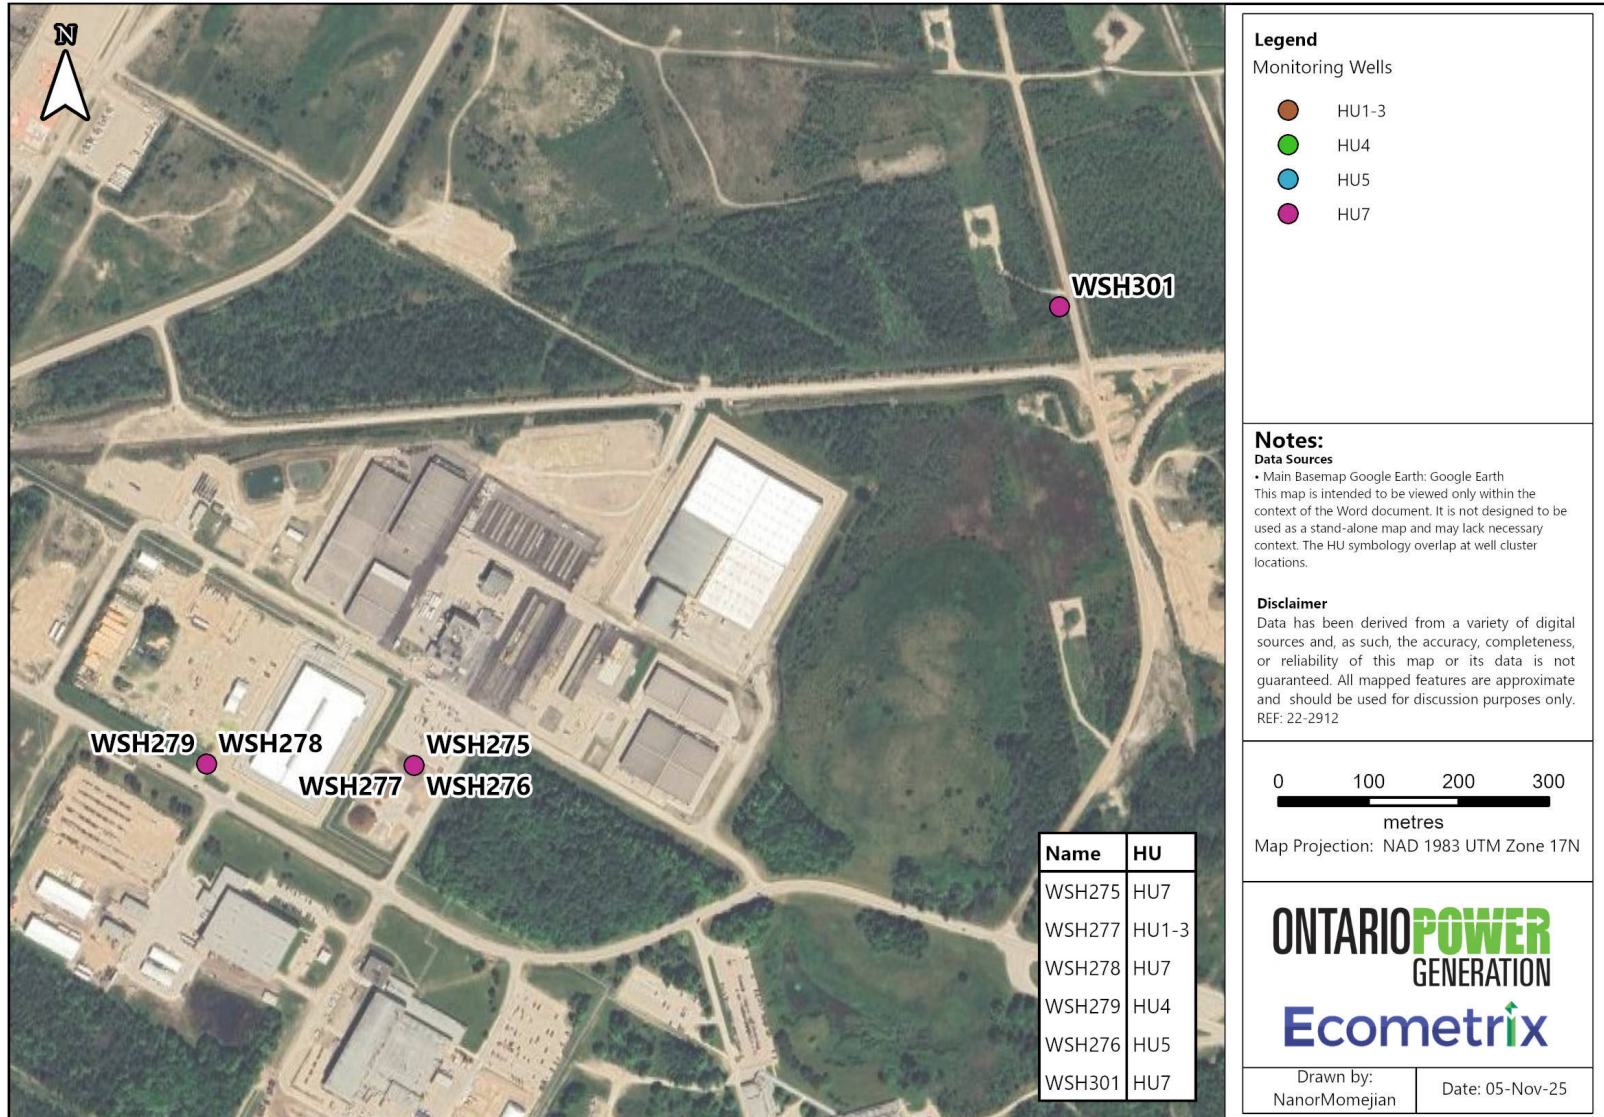 N
WSH301
WSH279 WSH278
WSH275
WSH277 WSH276
Name HU
WSH275 HU7
WSH277 HU1-3
WSH278 HU7
WSH279 HU4
WSH276 HU5
WSH301 HU7
Legend
Monitoring Wells
HU1-3
HU4
HU5
HU7
Notes:
Data Sources
• Main Basemap Google Earth: Google Earth
This map is intended to be viewed only within the
context of the Word document. It is not designed to be
used as a stand-alone map and may lack necessary
context. The HU symbology overlap at well cluster
locations.
Disclaimer
Data has been derived from a variety of digital
sources and, as such, the accuracy, completeness,
or reliability of this map or its data is not
guaranteed. All mapped features are approximate
and should be used for discussion purposes only.
REF: 22-2912
0 100 200 300
metres
Map Projection: NAD 1983 UTM Zone 17N
ONTARIOPOWER
GENERATION
Ecometrix
Drawn by:
NanorMomejian
Date: 05-Nov-25